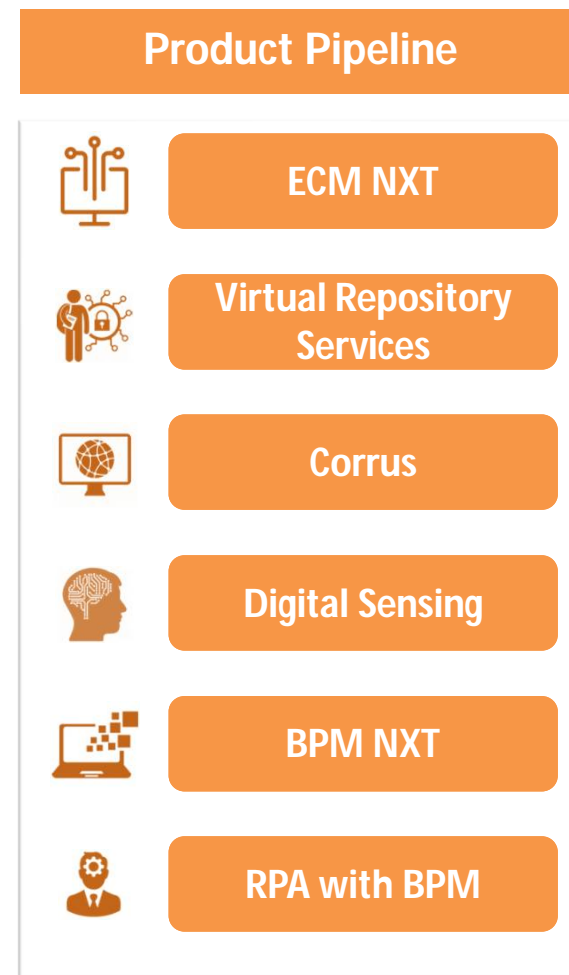 Product Pipeline
ECM NXT
Virtual Repository
Services
Corrus
Digital Sensing
BPM NXT
RPA with BPM